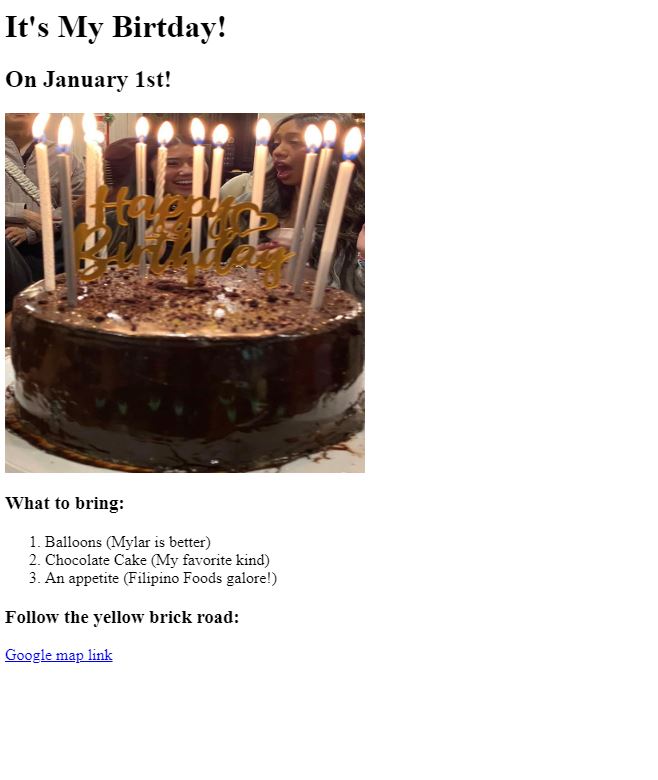 It's My Birtday!
On January 1st!
Happy
Birthday
What to bring:
1. Balloons (Mylar is better)
2. Chocolate Cake (My favorite kind)
3. An appetite (Filipino Foods galore!)
Follow the yellow brick road:
Google map link